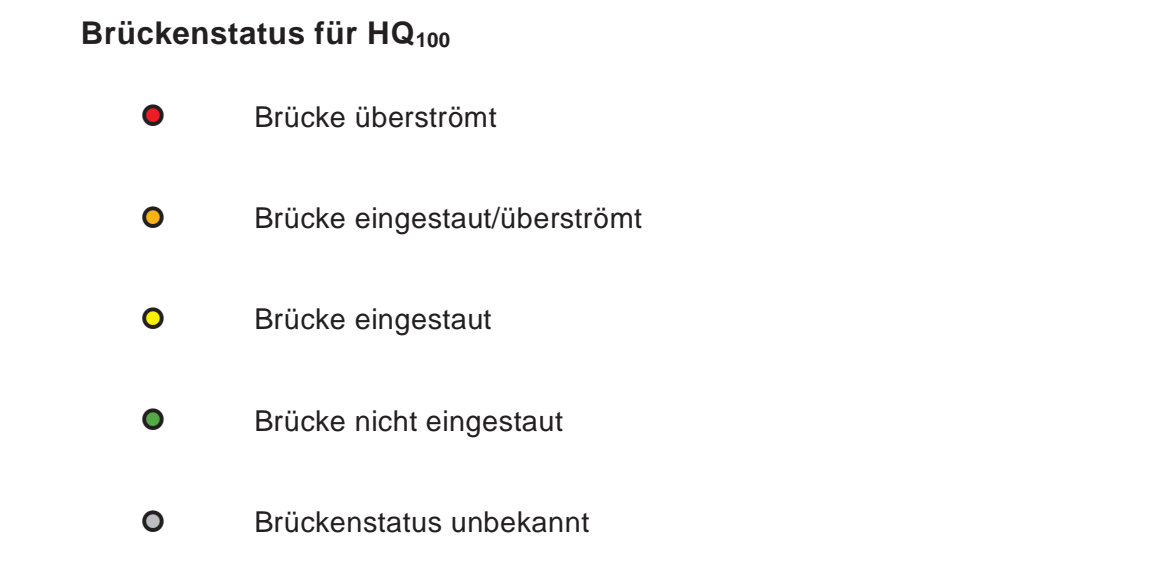 Brückenstatus für HQ100
Brücke überströmt
Brücke eingestaut/überströmt
Brücke eingestaut
Brücke nicht eingestaut
Brückenstatus unbekannt